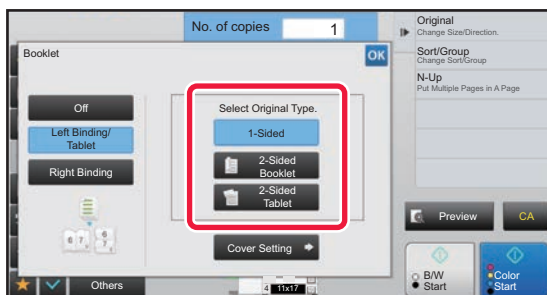 No. of copies
1
Original
Change Size/Direction.
Sort/Group
Change Sort/Group
N-Up
Put Multiple Pages in A Page
Booklet
OK
Off
Left Binding/
Tablet
Right Binding
Select Original Type.
1-Sided
2-Sided
Booklet
2-Sided
Tablet
Cover Setting
Preview
CA
B/W
Start
Color
Start
Others
4 11x17